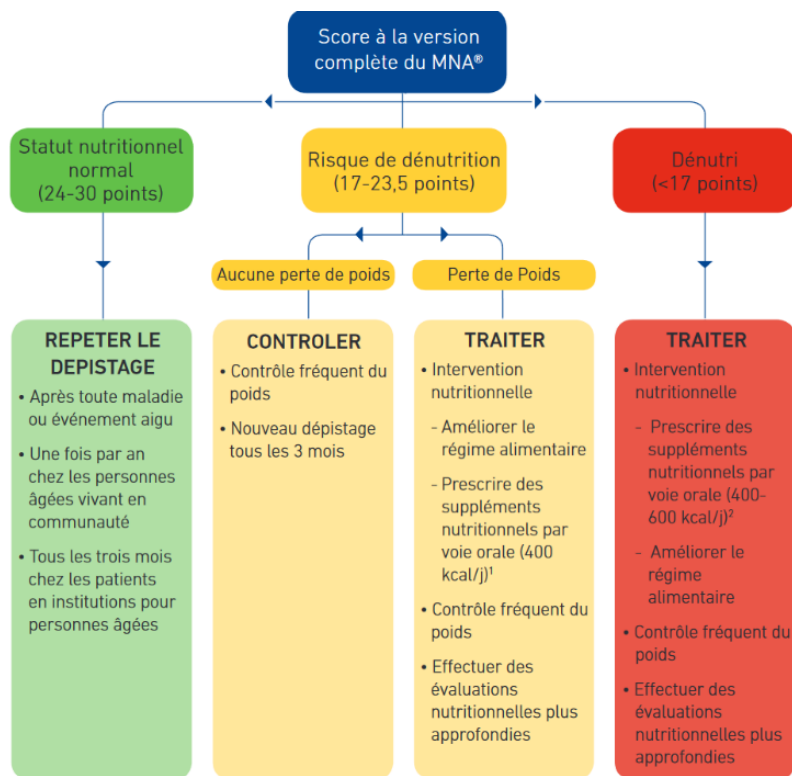 Score à la version
complète du MNA®
Statut nutritionnel
normal
(24-30 points)
Risque de dénutrition
(17-23,5 points)
Dénutri
(<17 points)
Aucune perte de poids
Perte de Poids
REPETER LE
DEPISTAGE
• Après toute maladie
ou événement aigu
• Une fois par an
chez les personnes
âgées vivant en
communauté
• Tous les trois mois
chez les patients
en institutions pour
personnes âgées
CONTROLER
• Contrôle fréquent du
poids
• Nouveau dépistage
tous les 3 mois
TRAITER
• Intervention
nutritionnelle
- Améliorer le
régime alimentaire
- Prescrire des
suppléments
nutritionnels par
voie orale (400
kcal/j)¹
• Contrôle fréquent du
poids
• Effectuer des
évaluations
nutritionnelles plus
approfondies
TRAITER
• Intervention
nutritionnelle
- Prescrire des
suppléments
nutritionnels par
voie orale (400-
600 kcal/j)²
- Améliorer le
régime
alimentaire
• Contrôle fréquent du
poids
• Effectuer des
évaluations
nutritionnelles plus
approfondies